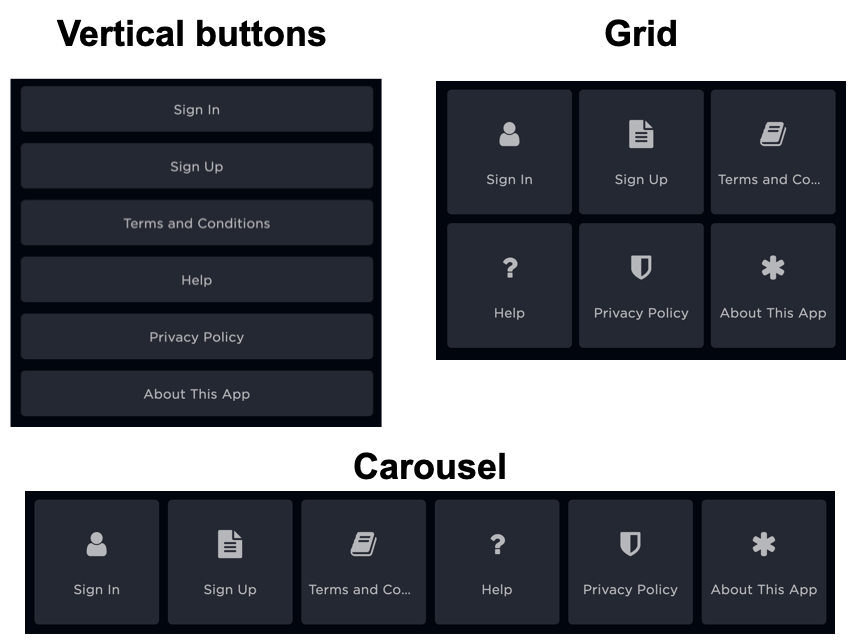 Vertical buttons
Sign In
Sign Up
Terms and Conditions
Help
Privacy Policy
About This App
Grid
Sign In
Sign Up
Terms and Co...
?
Help
Privacy Policy
About This App
Carousel
Sign In
Sign Up
Terms and Co...
?
Help
Privacy Policy
About This App